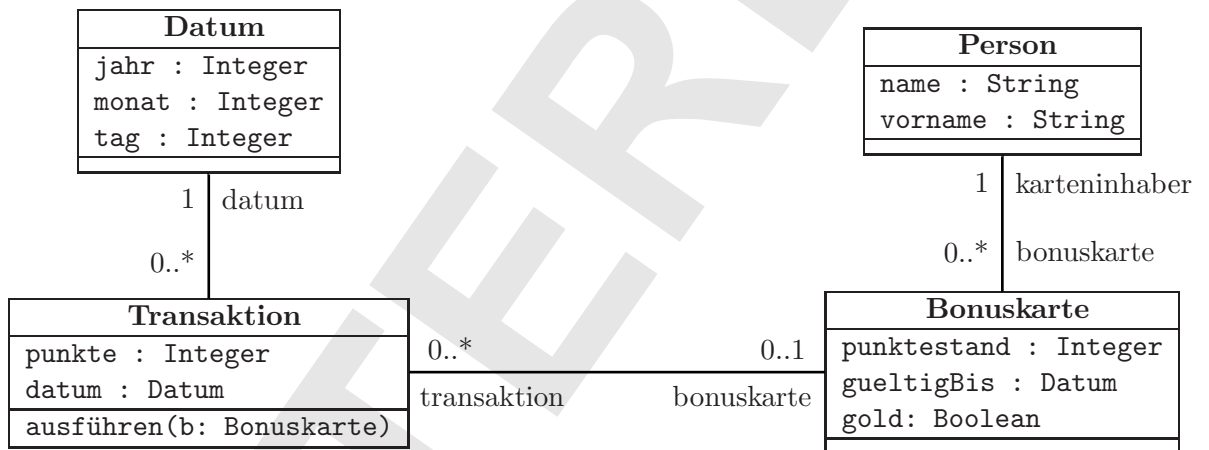 Datum
jahr : Integer
monat : Integer
tag : Integer
1 datum
0..*
Person
name : String
vorname : String
1 karteninhaber
0..* bonuskarte
Transaktion
punkte : Integer
datum : Datum
ausführen(b: Bonuskarte)
0..* 0..1
transaktion bonuskarte
Bonuskarte
punktestand : Integer
gueltigBis : Datum
gold: Boolean